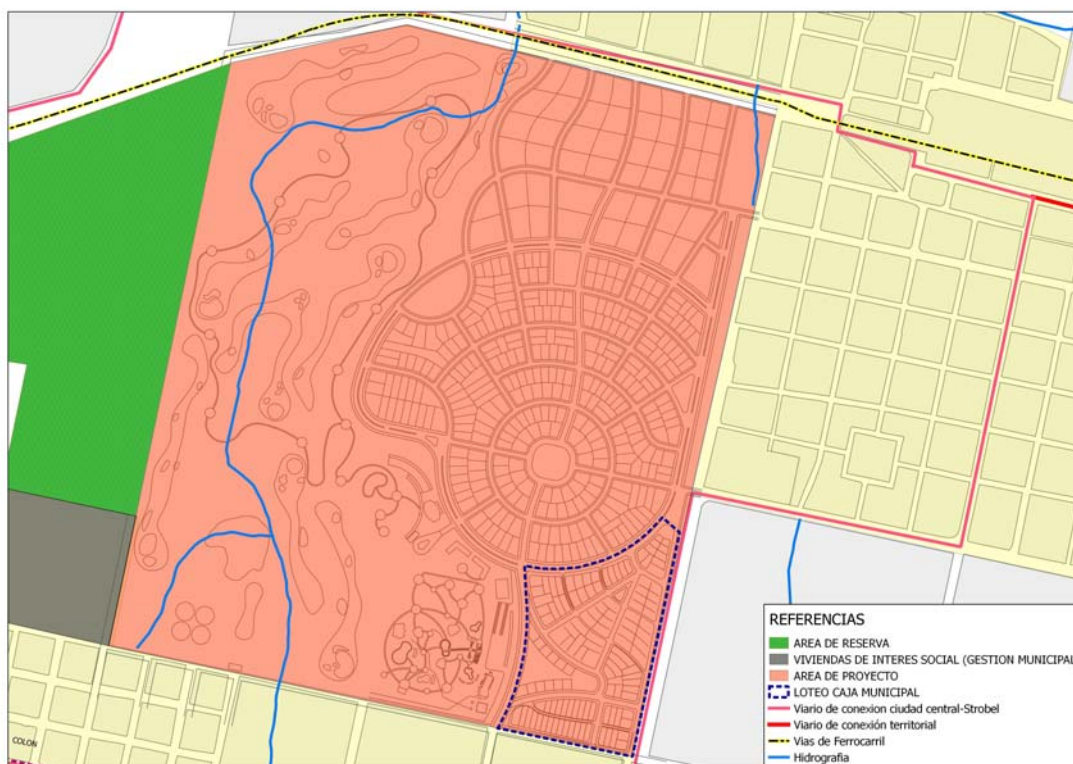 COLON
REFERENCIAS
AREA DE RESERVA
VIVIENDAS DE INTERES SOCIAL (GESTION MUNICIPAL
AREA DE PROYECTO
LOTEO CAJA MUNICIPAL
Viario de conexion ciudad central-Strobel
Viario de conexión territorial
Vias de Ferrocarril
Hidrografia